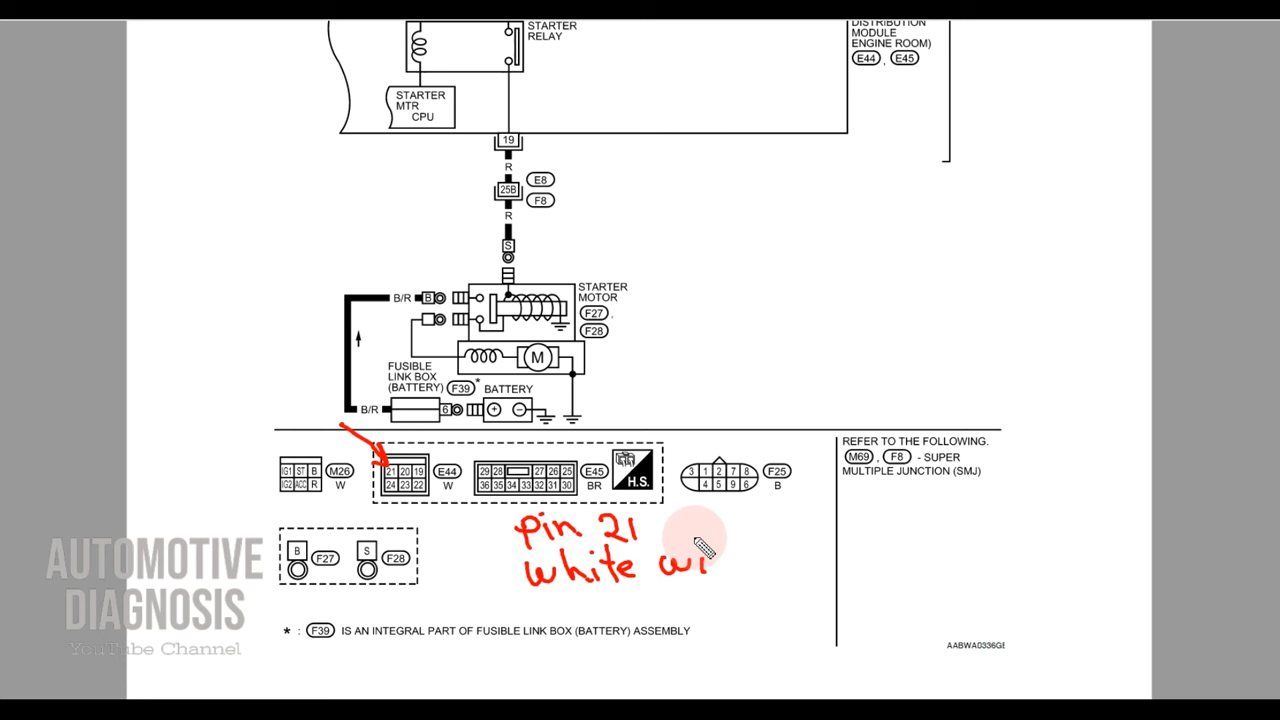 STARTER
RELAY
DISTRIBUTION
MODULE
ENGINE ROOM)
E44 , E45
STARTER
MTR
CPU
19
R
25B
E8
F8
R
S
B/R
B
STARTER
MOTOR
F27 ,
F28
M
FUSIBLE
LINK BOX
(BATTERY)
F39 *
BATTERY
B/R
6
+ −
IG1 ST B
IG2 ACC R
M26
W
21 20 19
24 23 22
E44
W
29 28 27 26 25
36 35 34 33 32 31 30
E45
BR
H.S.
3 1 2 7 8
4 5 9 6
F25
B
REFER TO THE FOLLOWING.
M69 , F8 - SUPER
MULTIPLE JUNCTION (SMJ)
B
F27
S
F28
Pin 21
white wi
AUTOMOTIVE
DIAGNOSIS
YouTube Channel
* : F39 IS AN INTEGRAL PART OF FUSIBLE LINK BOX (BATTERY) ASSEMBLY
AABWA0336GE